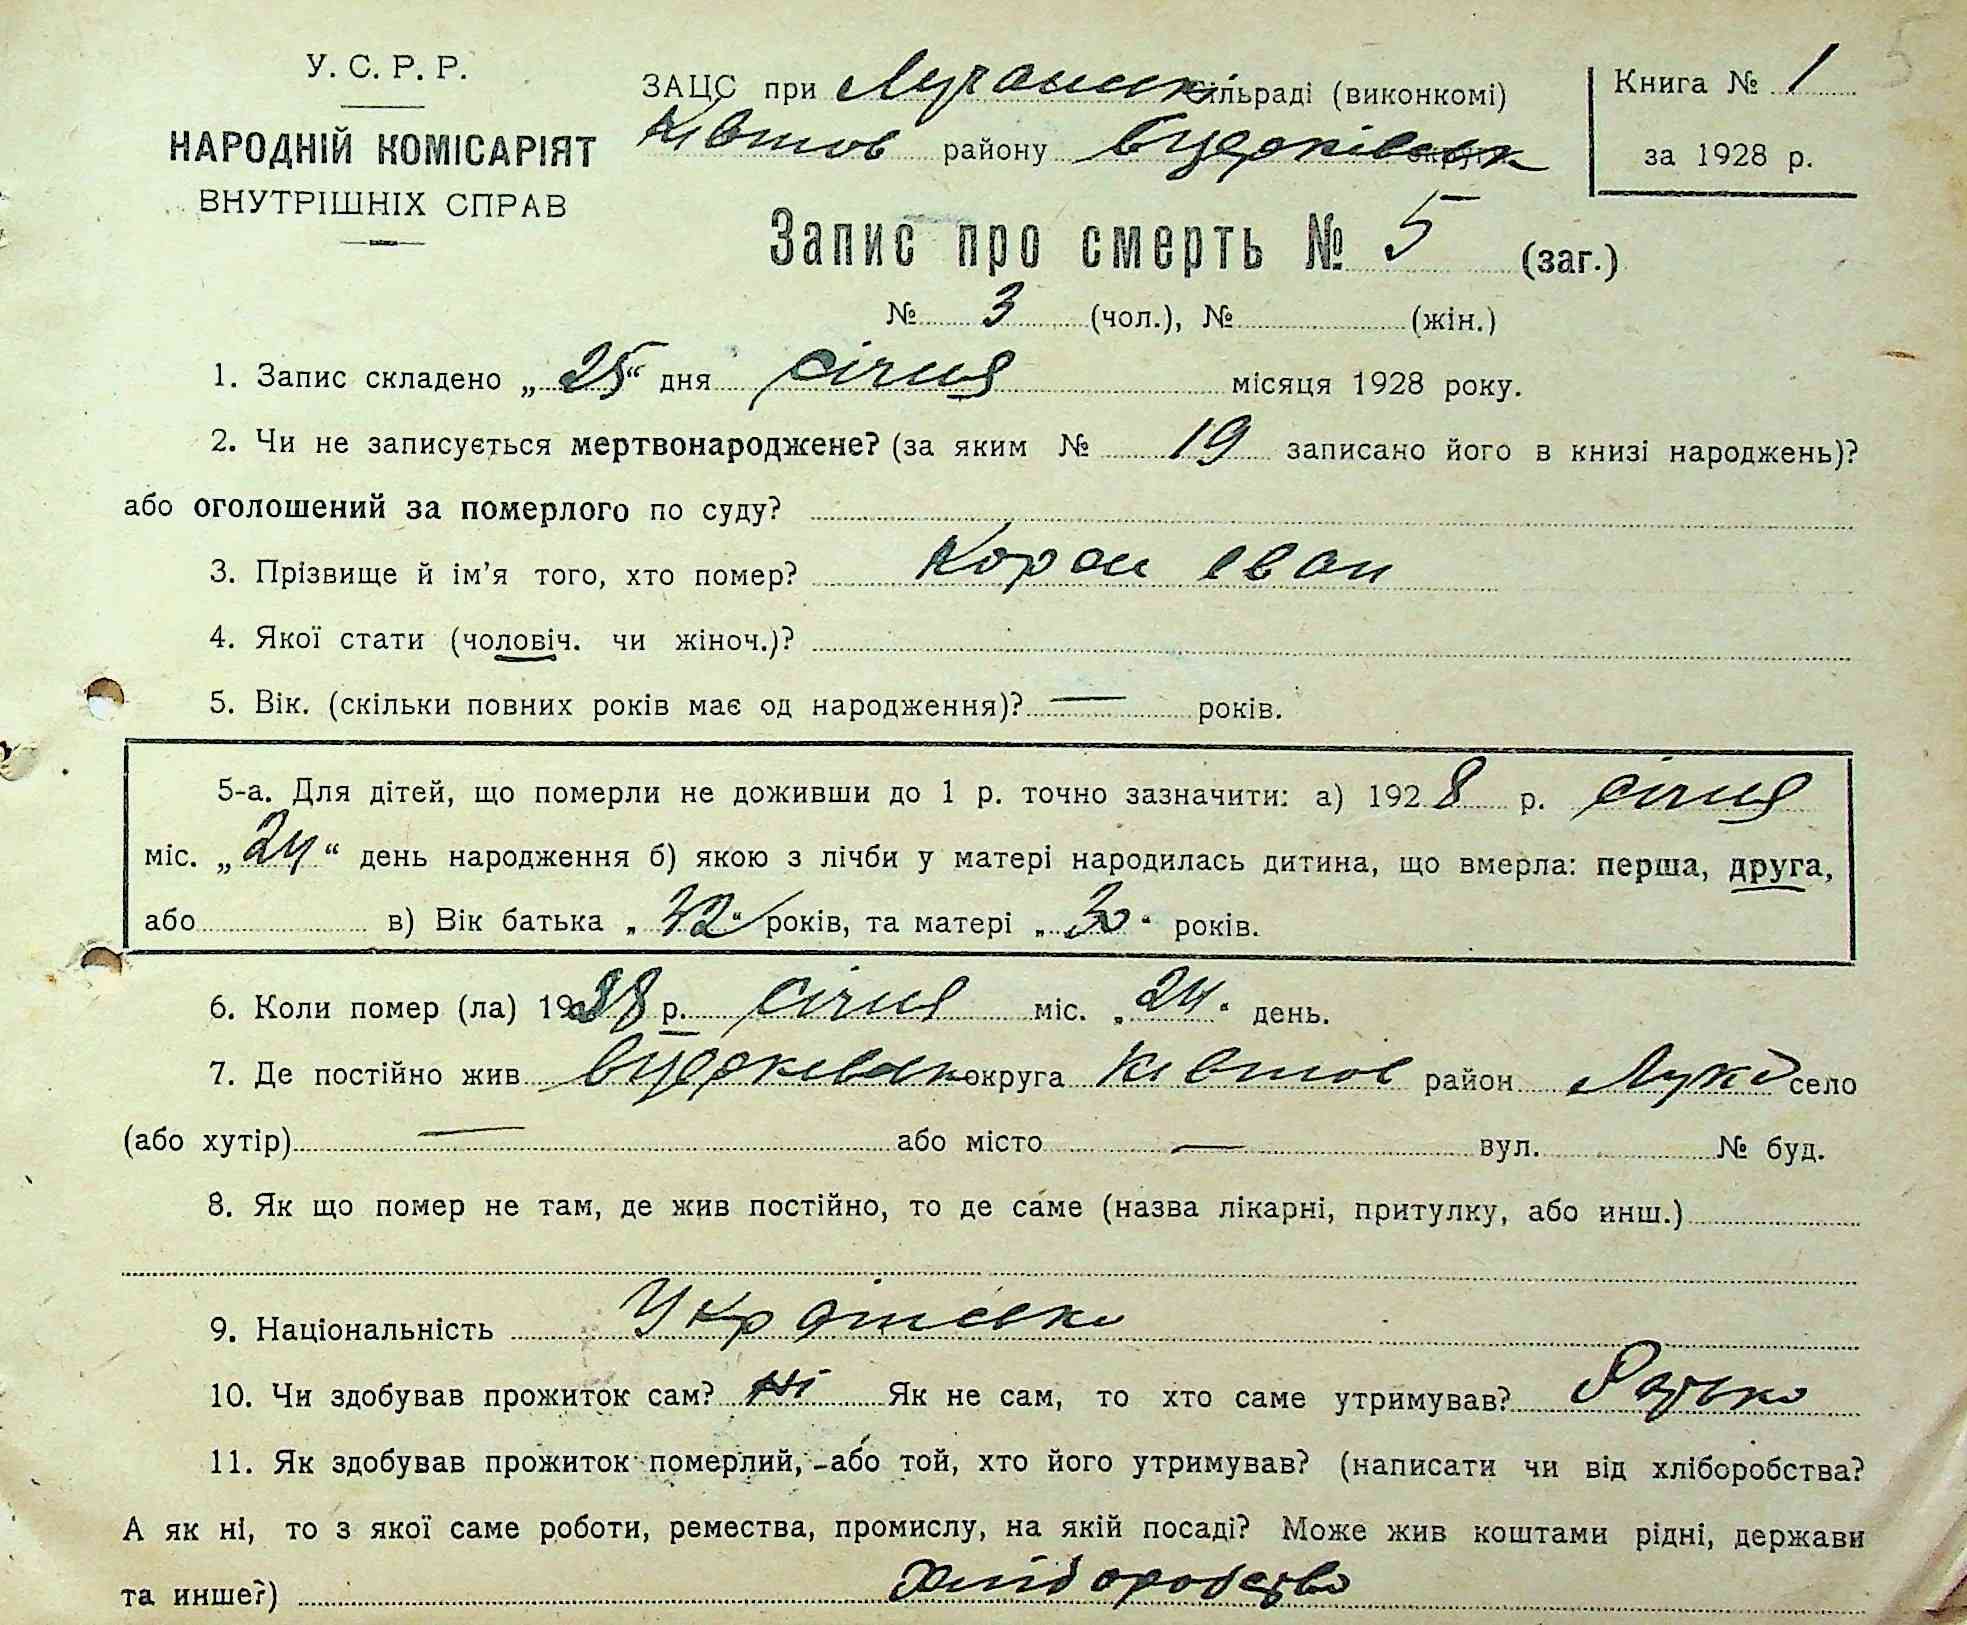 У. С. Р. Р.
НАРОДНІЙ КОМІСАРІЯТ
ВНУТРІШНІХ СПРАВ
ЗАЦС при сільраді (виконкомі)
району округи
Книга № 1
за 1928 р.
Запис про смерть № 5 (заг.)
№ 3 (чол.), № (жін.)
1. Запис складено „ 25 “ дня січня місяця 1928 року.
2. Чи не записується мертвонароджене? (за яким № 19 записано його в книзі народжень)?
або оголошений за померлого по суду?
3. Прізвище й ім’я того, хто помер? Іван
4. Якої стати (чоловіч. чи жіноч.)?
5. Вік. (скільки повних років має од народження)? — років.
5-а. Для дітей, що померли не доживши до 1 р. точно зазначити: а) 1928 р. січня
міс. „ 24 “ день народження б) якою з лічби у матері народилась дитина, що вмерла: перша, друга,
або в) Вік батька „ 32 “ років, та матері „ 30 “ років.
6. Коли помер (ла) 1928 р. січня міс. „ 24 “ день.
7. Де постійно жив округа район село
(або хутір) — або місто — вул. № буд.
8. Як що помер не там, де жив постійно, то де саме (назва лікарні, притулку, або инш.)
9. Національність
10. Чи здобував прожиток сам? Ні Як не сам, то хто саме утримував? Батько
11. Як здобував прожиток померлий, або той, хто його утримував? (написати чи від хліборобства?
А як ні, то з якої саме роботи, ремества, промислу, на якій посаді? Може жив коштами рідні, держави
та инше?) хліборобство